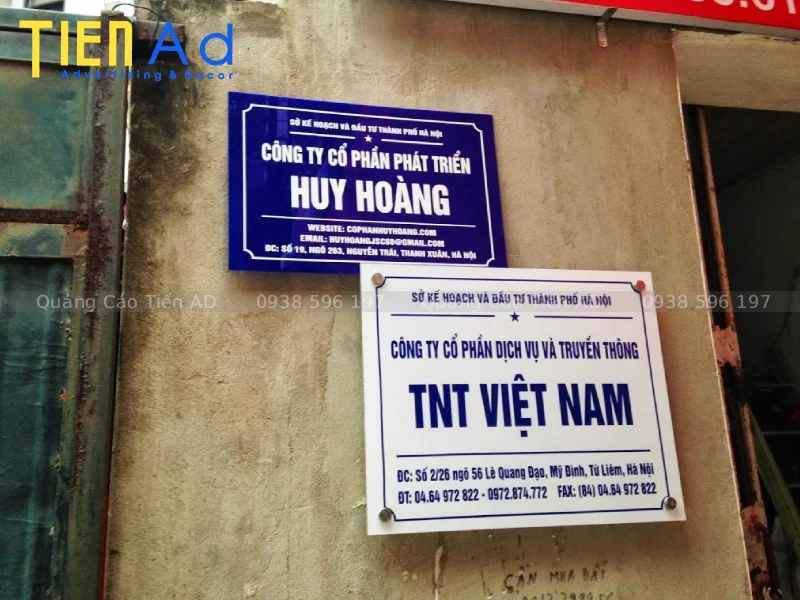 TIEN Ad
Advertising & Decor
SỞ KẾ HOẠCH VÀ ĐẦU TƯ THÀNH PHỐ HÀ NỘI
CÔNG TY CỔ PHẦN PHÁT TRIỂN
HUY HOÀNG
WEBSITE: COPHANHUYHOANG.COM
EMAIL: HUYHOANGJSC68@GMAIL.COM
ĐC: SỐ 19, NGÕ 263, NGUYỄN TRÃI, THANH XUÂN, HÀ NỘI
Quảng Cáo Tiến AD 0938 596 197 0938 596 197
SỞ KẾ HOẠCH VÀ ĐẦU TƯ THÀNH PHỐ HÀ NỘI
CÔNG TY CỔ PHẦN DỊCH VỤ VÀ TRUYỀN THÔNG
TNT VIỆT NAM
ĐC: Số 2/26 ngõ 56 Lê Quang Đạo, Mỹ Đình, Từ Liêm, Hà Nội
ĐT: 04.64 972 822 - 0972.874.772 FAX: (84) 04.64 972 822
CẦN MUA ĐẤT